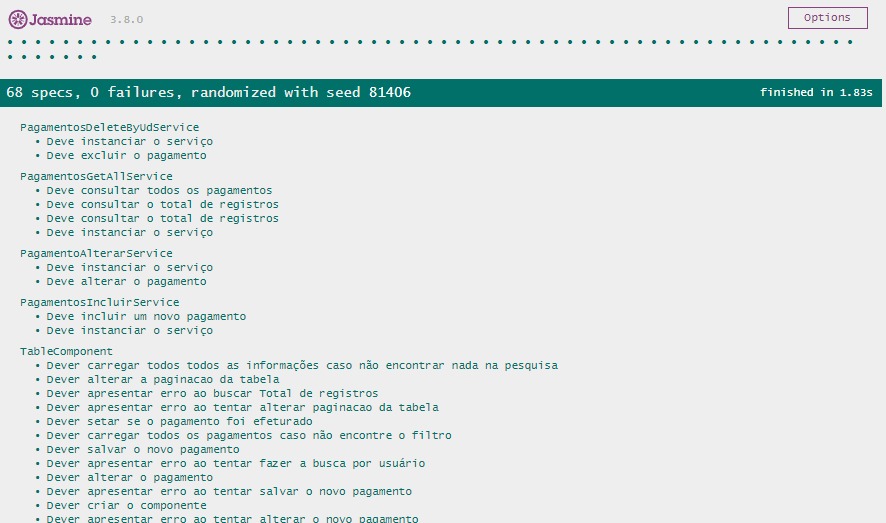 Jasmine 3.8.0 Options
68 specs, 0 failures, randomized with seed 81406 finished in 1.83s
PagamentosDeleteByUdService
• Deve instanciar o serviço
• Deve excluir o pagamento
PagamentosGetAllService
• Deve consultar todos os pagamentos
• Deve consultar o total de registros
• Deve consultar o total de registros
• Deve instanciar o serviço
PagamentoAlterarService
• Deve instanciar o serviço
• Deve alterar o pagamento
PagamentosIncluirService
• Deve incluir um novo pagamento
• Deve instanciar o serviço
TableComponent
• Dever carregar todos todos as informações caso não encontrar nada na pesquisa
• Dever alterar a paginacao da tabela
• Dever apresentar erro ao buscar Total de registros
• Dever apresentar erro ao tentar alterar paginacao da tabela
• Dever setar se o pagamento foi efeturado
• Dever carregar todos os pagamentos caso não encontre o filtro
• Dever salvar o novo pagamento
• Dever apresentar erro ao tentar fazer a busca por usuário
• Dever alterar o pagamento
• Dever apresentar erro ao tentar salvar o novo pagamento
• Dever criar o componente
• Dever apresentar erro ao tentar alterar o novo pagamento